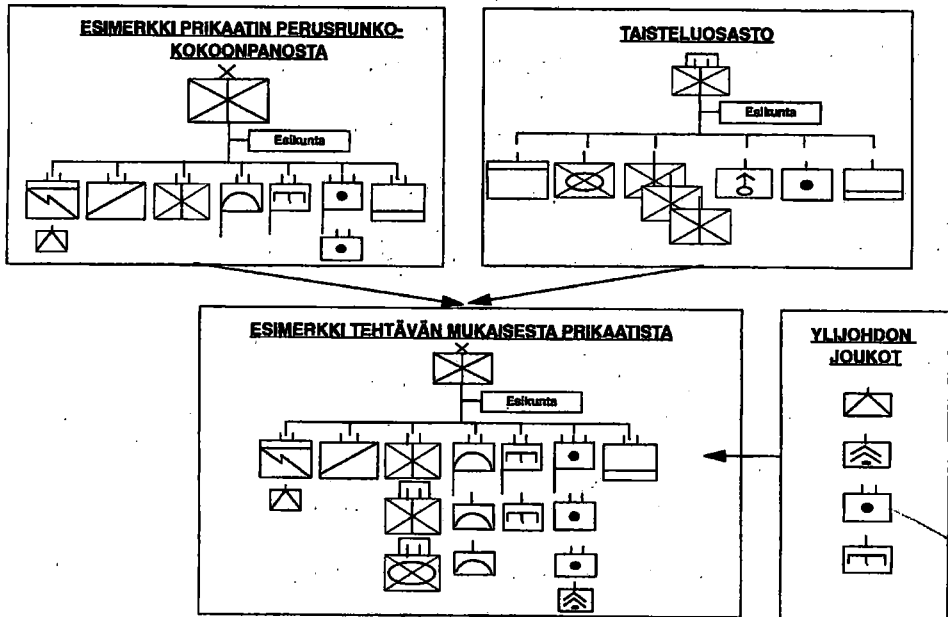 ESIMERKKI PRIKAATIN PERUSRUNKO-
KOKOONPANOSTA
Esikunta
TAISTELUOSASTO
Esikunta
ESIMERKKI TEHTÄVÄN MUKAISESTA PRIKAATISTA
Esikunta
YLIJOHDON
JOUKOT